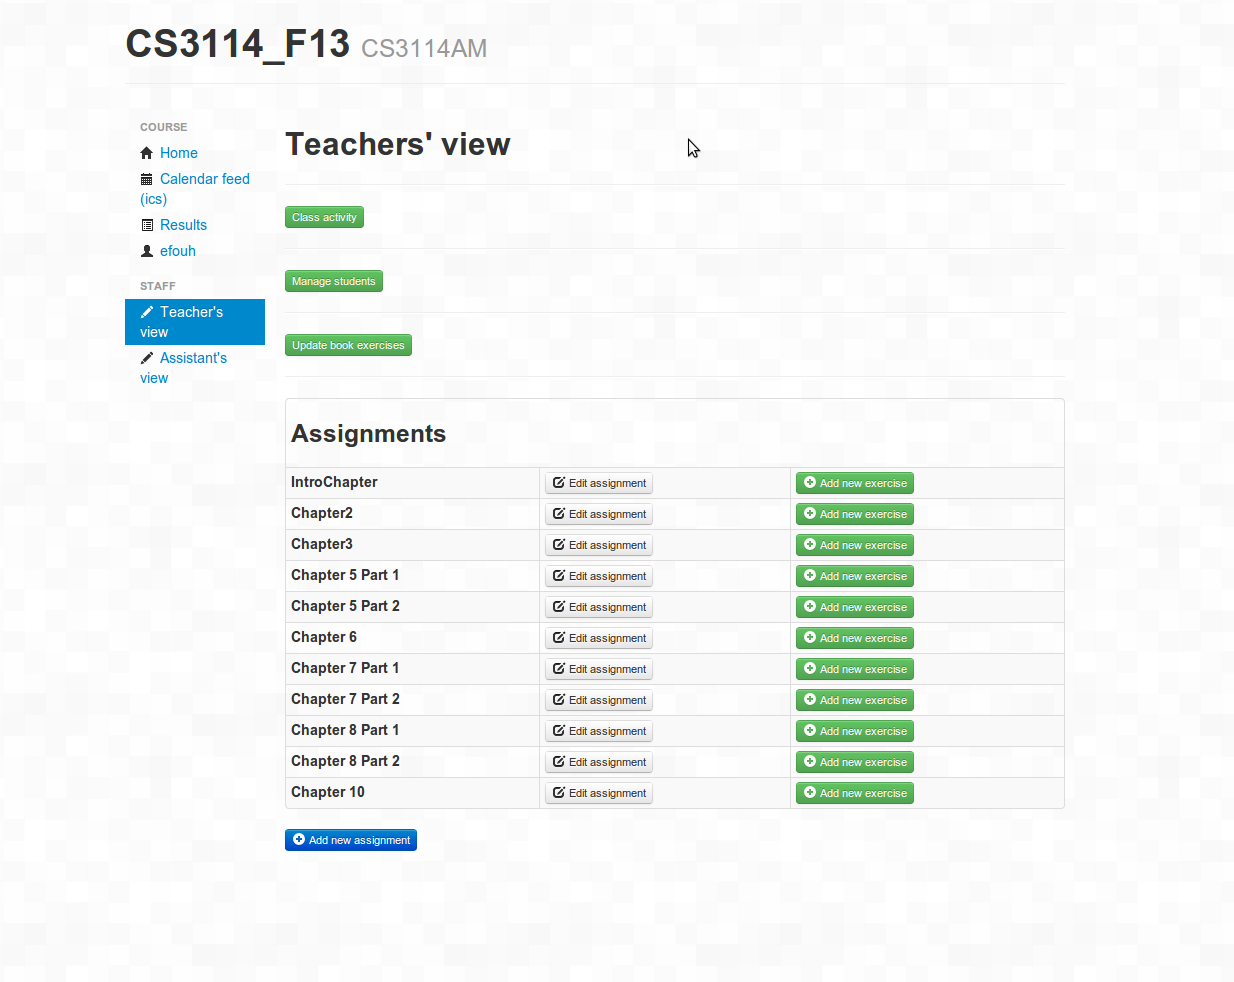 CS3114_F13 CS3114AM
COURSE
Home
Calendar feed
(ics)
Results
efouh
STAFF
Teacher's
view
Assistant's
view
Teachers' view
Class activity
Manage students
Update book exercises
Assignments
IntroChapter Edit assignment Add new exercise
Chapter2 Edit assignment Add new exercise
Chapter3 Edit assignment Add new exercise
Chapter 5 Part 1 Edit assignment Add new exercise
Chapter 5 Part 2 Edit assignment Add new exercise
Chapter 6 Edit assignment Add new exercise
Chapter 7 Part 1 Edit assignment Add new exercise
Chapter 7 Part 2 Edit assignment Add new exercise
Chapter 8 Part 1 Edit assignment Add new exercise
Chapter 8 Part 2 Edit assignment Add new exercise
Chapter 10 Edit assignment Add new exercise
Add new assignment